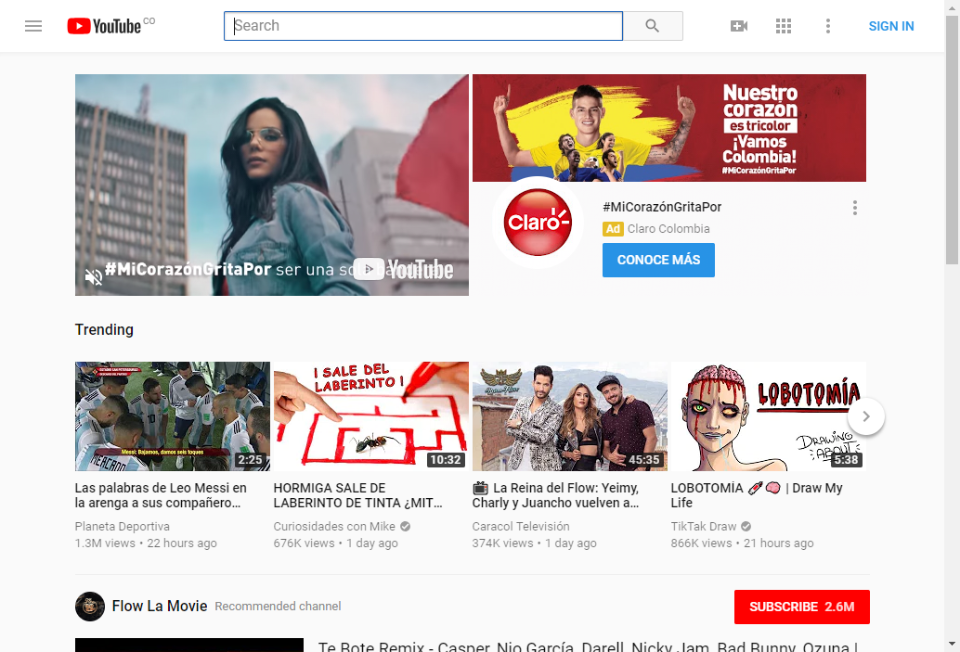 YouTube CO
Search
SIGN IN
#MiCorazónGritaPor ser una so
YouTube
Nuestro
corazón
es tricolor
¡Vamos
Colombia!
#MiCorazónGritaPor
Claro
#MiCorazónGritaPor
Ad Claro Colombia
CONOCE MÁS
Trending
Messi: Bajamos, damos seis toques
2:25
¡ SALE DEL
LABERINTO !
10:32
45:35
LOBOTOMÍA
DRAWING
ABOUT
5:38
Las palabras de Leo Messi en
la arenga a sus compañero...
Planeta Deportiva
1.3M views • 22 hours ago
HORMIGA SALE DE
LABERINTO DE TINTA ¿MIT...
Curiosidades con Mike
676K views • 1 day ago
📺 La Reina del Flow: Yeimy,
Charly y Juancho vuelven a...
Caracol Televisión
374K views • 1 day ago
LOBOTOMÍA | Draw My
Life
TikTak Draw
866K views • 21 hours ago
Flow La Movie Recommended channel
SUBSCRIBE 2.6M
Te Bote Remix - Casper, Nio García, Darell, Nicky Jam, Bad Bunny, Ozuna |